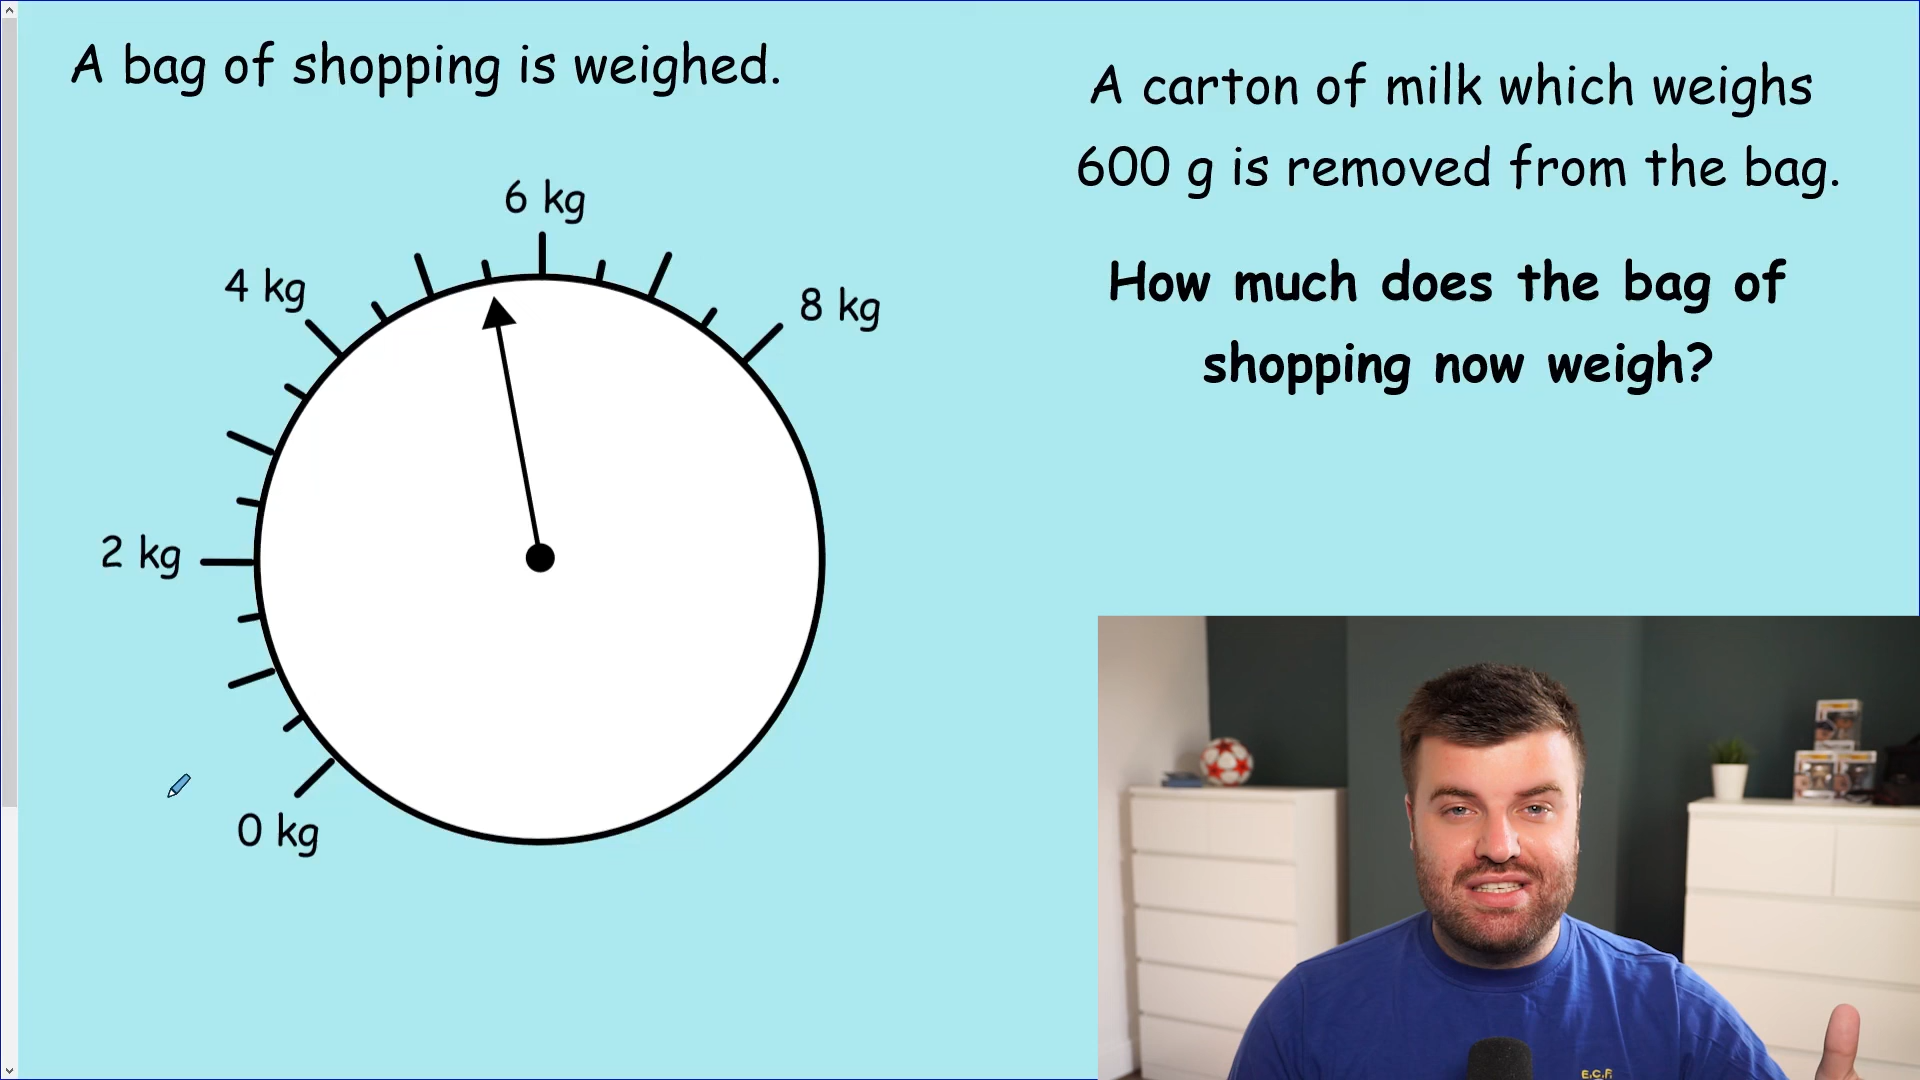 A bag of shopping is weighed.
A carton of milk which weighs
600 g is removed from the bag.
How much does the bag of
shopping now weigh?
6 kg
4 kg
8 kg
2 kg
0 kg
E.C.F.